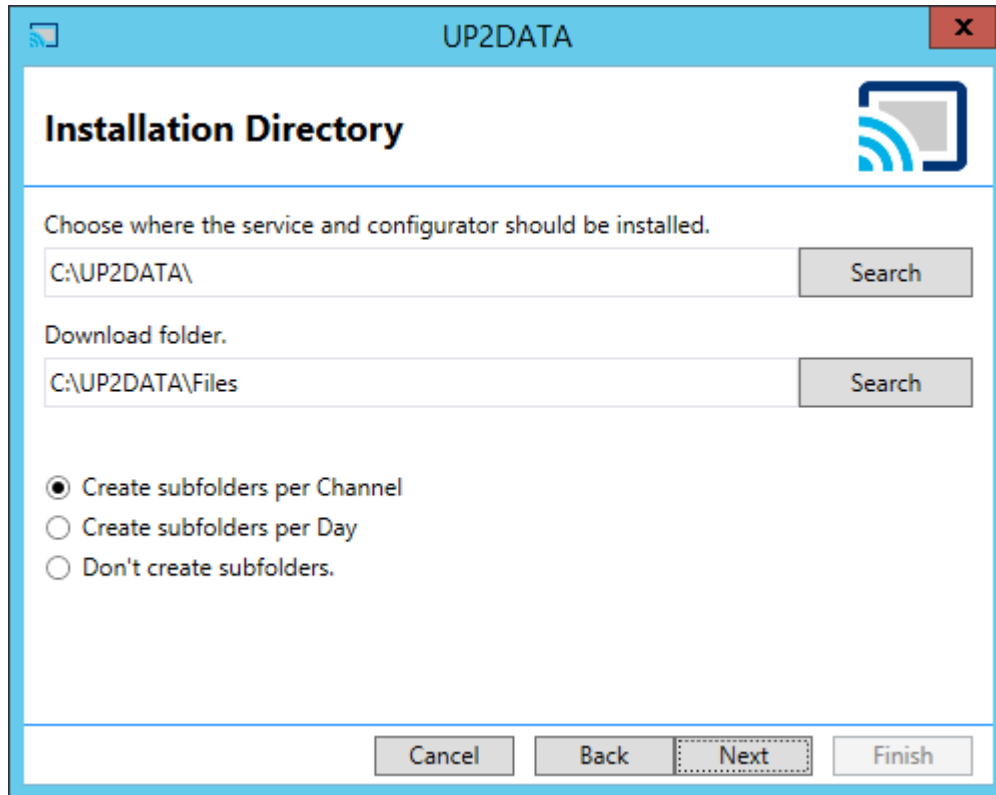 UP2DATA
x
Installation Directory
Choose where the service and configurator should be installed.
C:\UP2DATA\
Search
Download folder.
C:\UP2DATA\Files
Search
Create subfolders per Channel
Create subfolders per Day
Don't create subfolders.
Cancel Back Next Finish